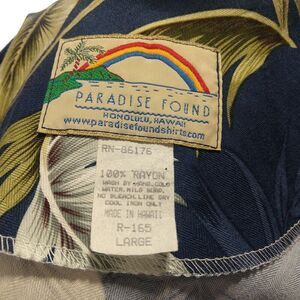 PARADISE FOUND
HONOLULU, HAWAII
www.paradisefoundshirts.com
RN-86176
100% RAYON
WASH BY HAND. COLD
WATER. MILD SOAP.
NO BLEACH. LINE DRY
COOL IRON ONLY
MADE IN HAWAII
R-165
LARGE